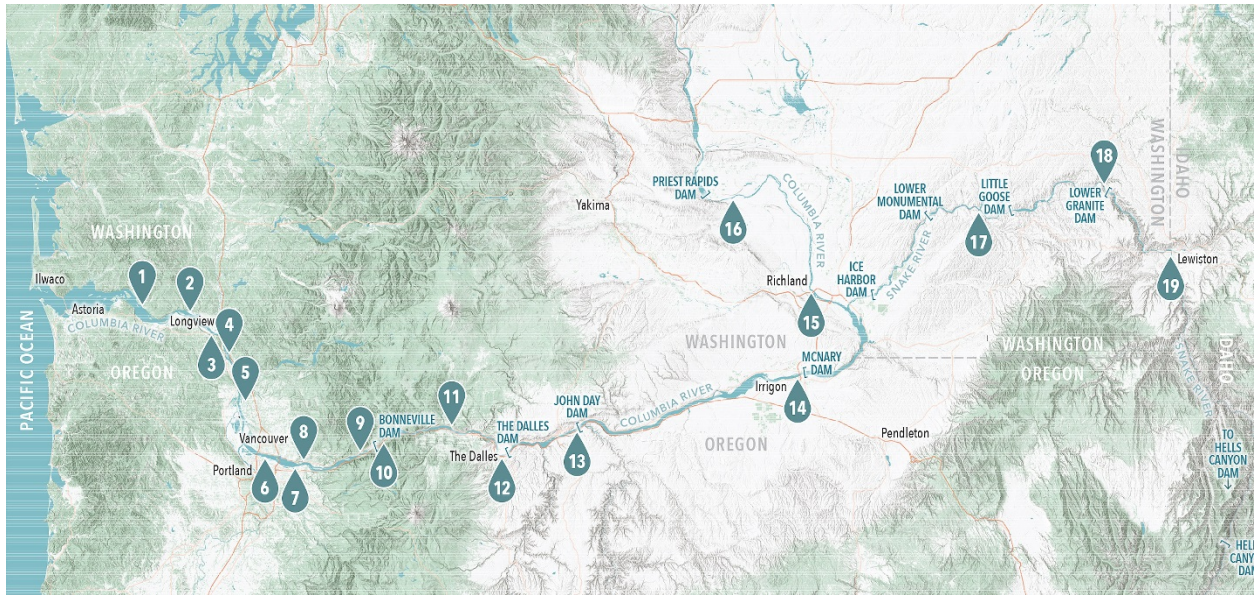 18
WASHINGTON
IDAHO
PRIEST RAPIDS
DAM
COLUMBIA RIVER
LOWER
MONUMENTAL
DAM
LITTLE
GOOSE
DAM
LOWER
GRANITE
DAM
Yakima
16
17
WASHINGTON
Ilwaco
1
2
Richland
ICE
HARBOR
DAM
SNAKE RIVER
Lewiston
19
Astoria
COLUMBIA RIVER
Longview
4
3
15
WASHINGTON
WASHINGTON
OREGON
IDAHO
SNAKE RIVER
PACIFIC OCEAN
OREGON
5
MCNARY
DAM
Irrigon
14
11
JOHN DAY
DAM
COLUMBIA RIVER
9
BONNEVILLE
DAM
THE DALLES
DAM
OREGON
Pendleton
Vancouver
8
The Dalles
13
10
Portland
6
7
12
TO
HELLS
CANYON
DAM
HELL
CANY
DAM